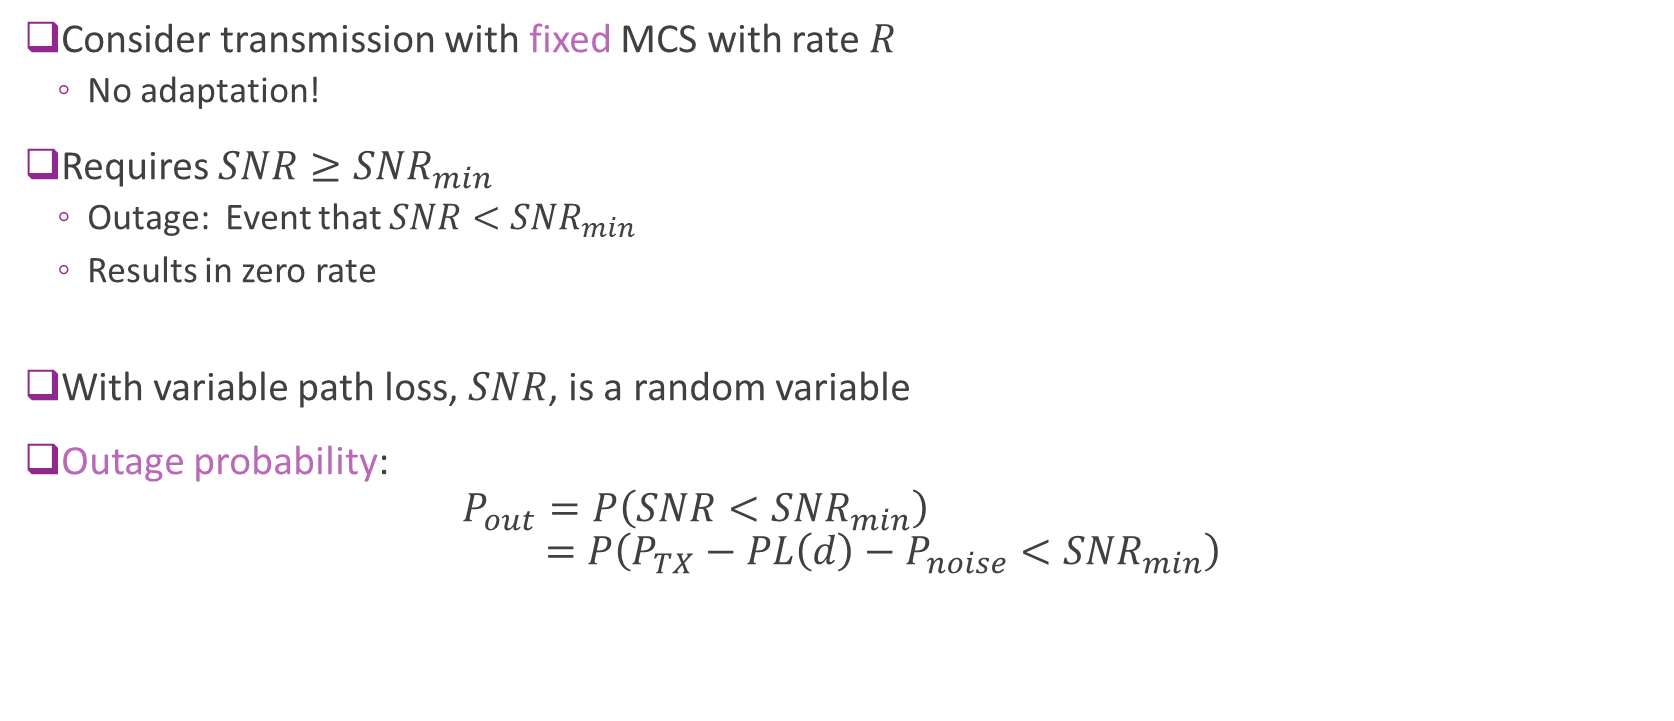 ❑Consider transmission with fixed MCS with rate 𝑅
◦ No adaptation!
❑Requires 𝑆𝑁𝑅 ≥ 𝑆𝑁𝑅_𝑚𝑖𝑛
◦ Outage: Event that 𝑆𝑁𝑅 < 𝑆𝑁𝑅_𝑚𝑖𝑛
◦ Results in zero rate
❑With variable path loss, 𝑆𝑁𝑅, is a random variable
❑Outage probability:
𝑃_𝑜𝑢𝑡 = 𝑃(𝑆𝑁𝑅 < 𝑆𝑁𝑅_𝑚𝑖𝑛)
= 𝑃(𝑃_𝑇𝑋 − 𝑃𝐿(𝑑) − 𝑃_𝑛𝑜𝑖𝑠𝑒 < 𝑆𝑁𝑅_𝑚𝑖𝑛)